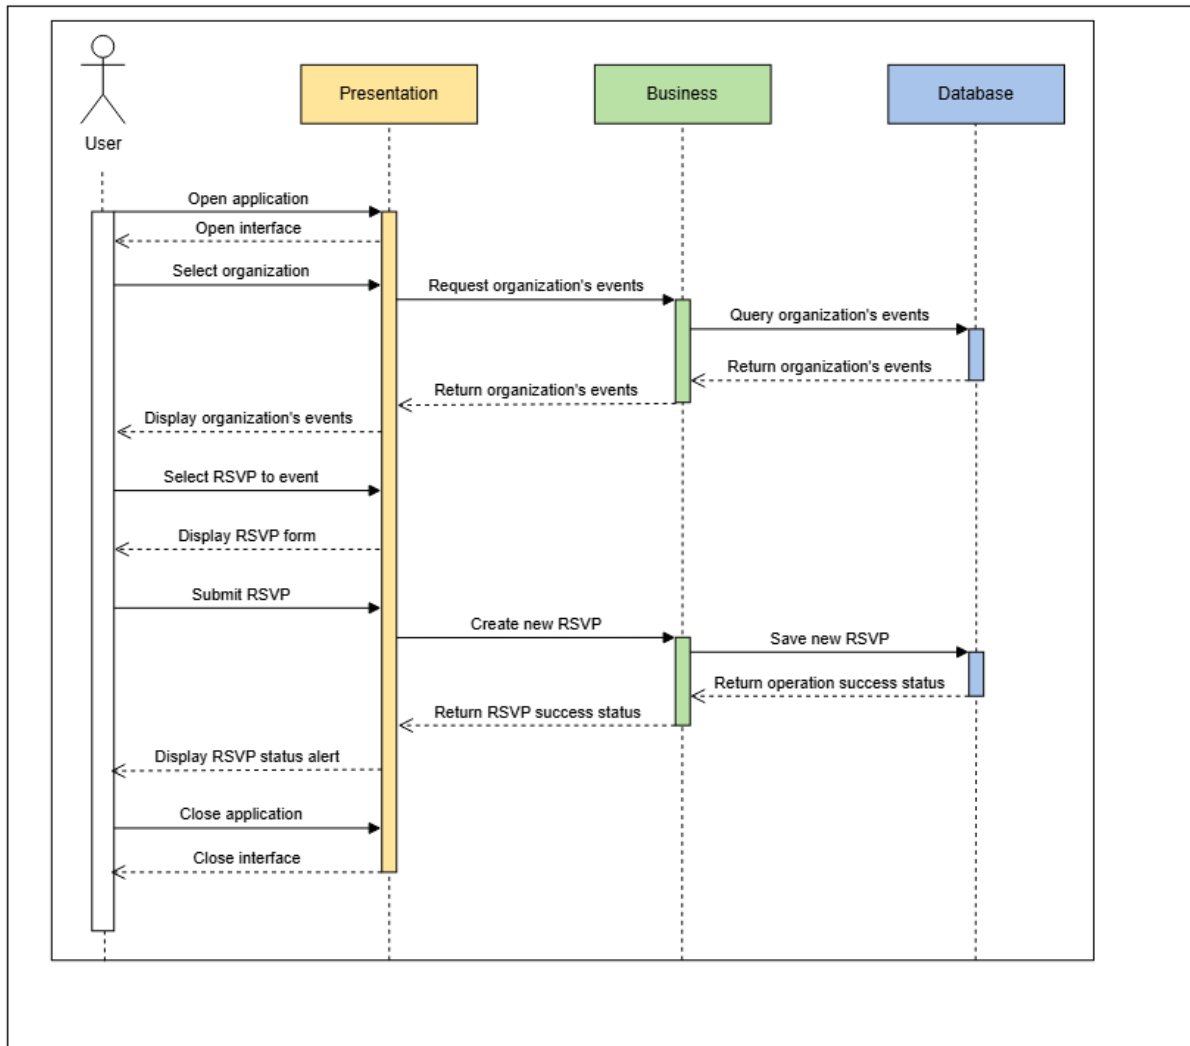 User
Presentation
Business
Database
Open application
Open interface
Select organization
Request organization's events
Query organization's events
Return organization's events
Return organization's events
Display organization's events
Select RSVP to event
Display RSVP form
Submit RSVP
Create new RSVP
Save new RSVP
Return operation success status
Return RSVP success status
Display RSVP status alert
Close application
Close interface